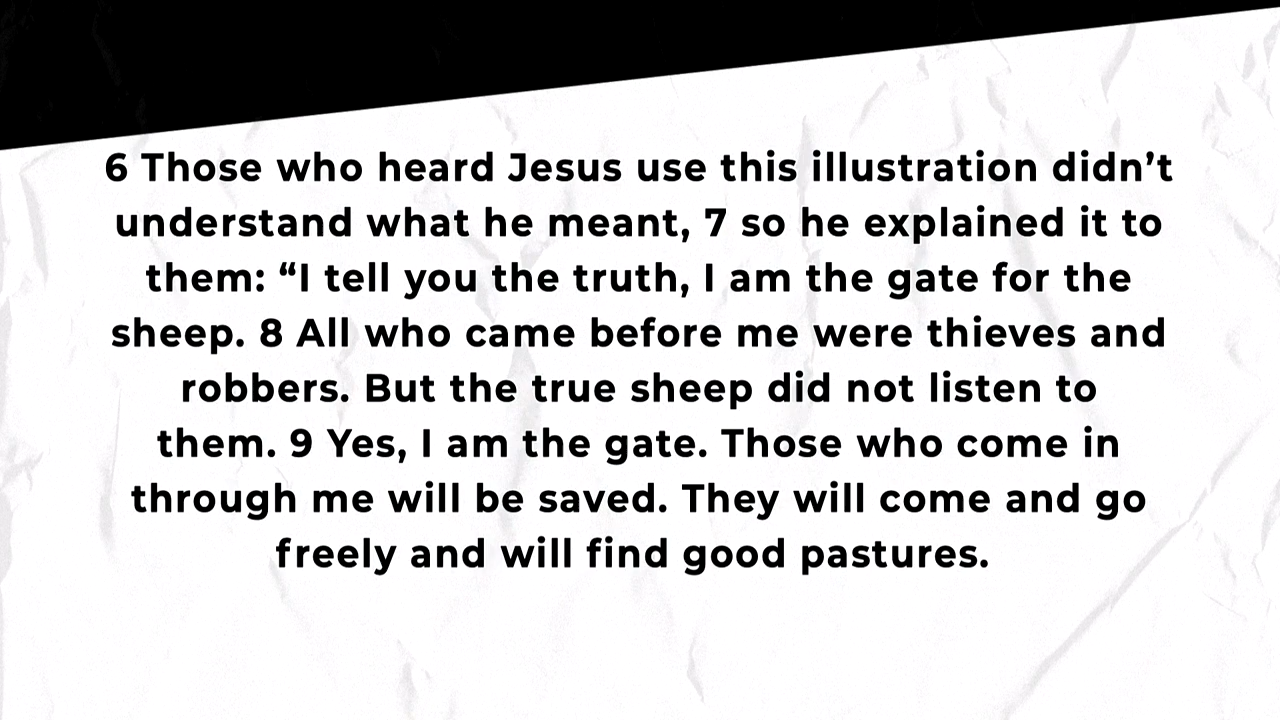 6 Those who heard Jesus use this illustration didn’t
understand what he meant, 7 so he explained it to
them: “I tell you the truth, I am the gate for the
sheep. 8 All who came before me were thieves and
robbers. But the true sheep did not listen to
them. 9 Yes, I am the gate. Those who come in
through me will be saved. They will come and go
freely and will find good pastures.